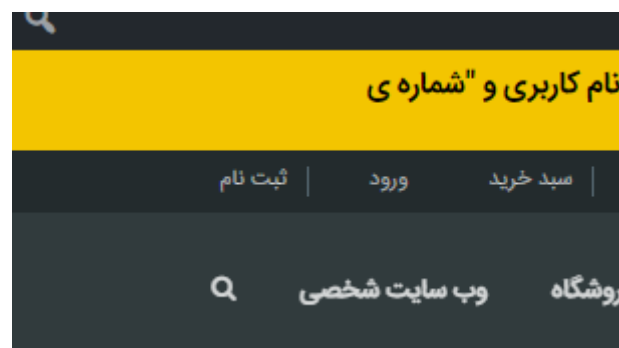 نام کاربری و "شماره ی
سبد خرید | ورود | ثبت نام
وب سایت شخصی